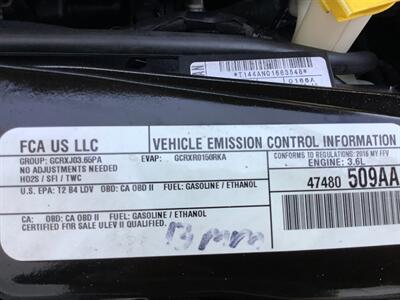 *T144AN01663548*
0166A
FCA US LLC
VEHICLE EMISSION CONTROL INFORMATION
GROUP: GCRXJ03.65PA EVAP: GCRXR0150RKA
CONFORMS TO REGULATIONS: 2016 MY FFV
NO ADJUSTMENTS NEEDED
ENGINE: 3.6L
HO2S / SFI / TWC
47480 509AA
U.S. EPA: T2 B4 LDV OBD: CA OBD II FUEL: GASOLINE / ETHANOL
CA: OBD: CA OBD II FUEL: GASOLINE / ETHANOL
CERTIFIED FOR SALE ULEV II QUALIFIED.